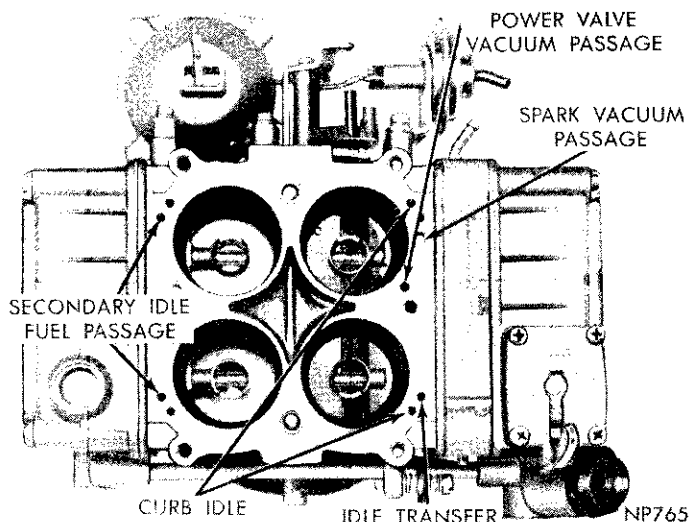 POWER VALVE
VACUUM PASSAGE
SPARK VACUUM
PASSAGE
SECONDARY IDLE
FUEL PASSAGE
CURB IDLE
IDLE TRANSFER
NP765